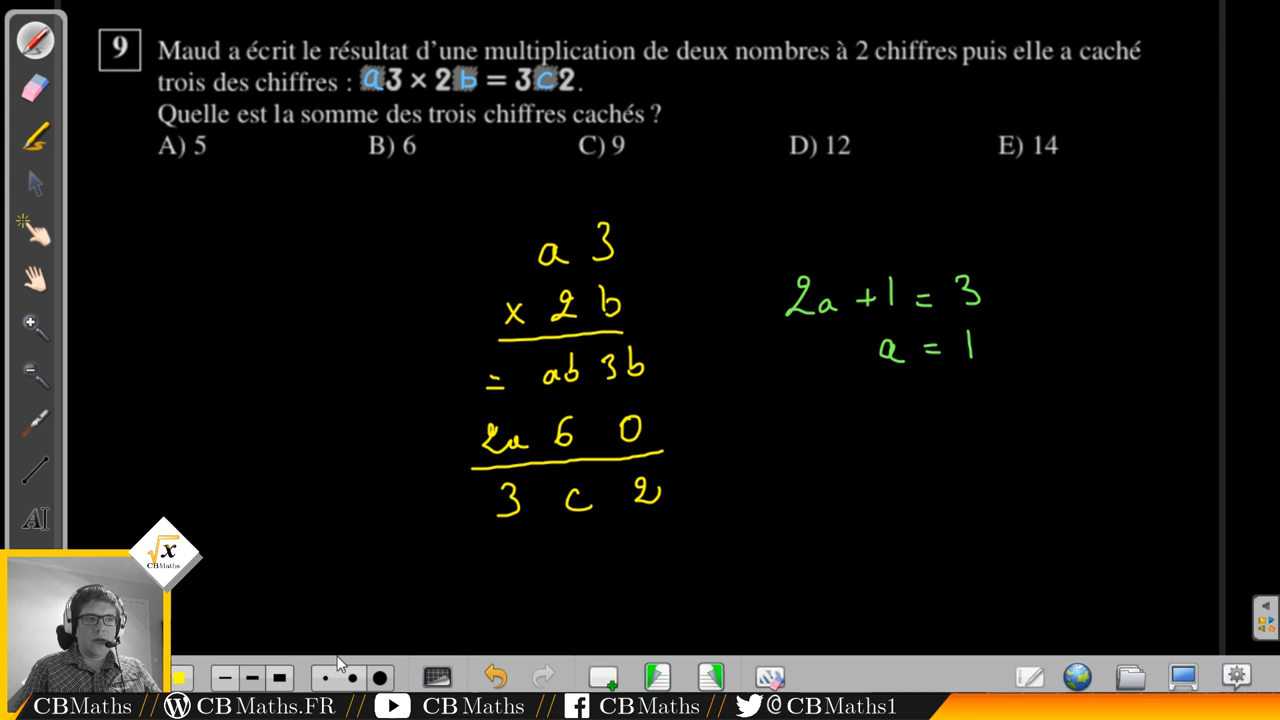 9 Maud a écrit le résultat d'une multiplication de deux nombres à 2 chiffres puis elle a caché
trois des chiffres : a3 × 2b = 3c2.
Quelle est la somme des trois chiffres cachés ?
A) 5 B) 6 C) 9 D) 12 E) 14
a 3
x 2 b
= ab 3b
2a 6 0
3 c 2
2a + 1 = 3
a = 1
AI
√x
CBMaths
CBMaths CBMaths.FR CBMaths CBMaths @CBMaths1